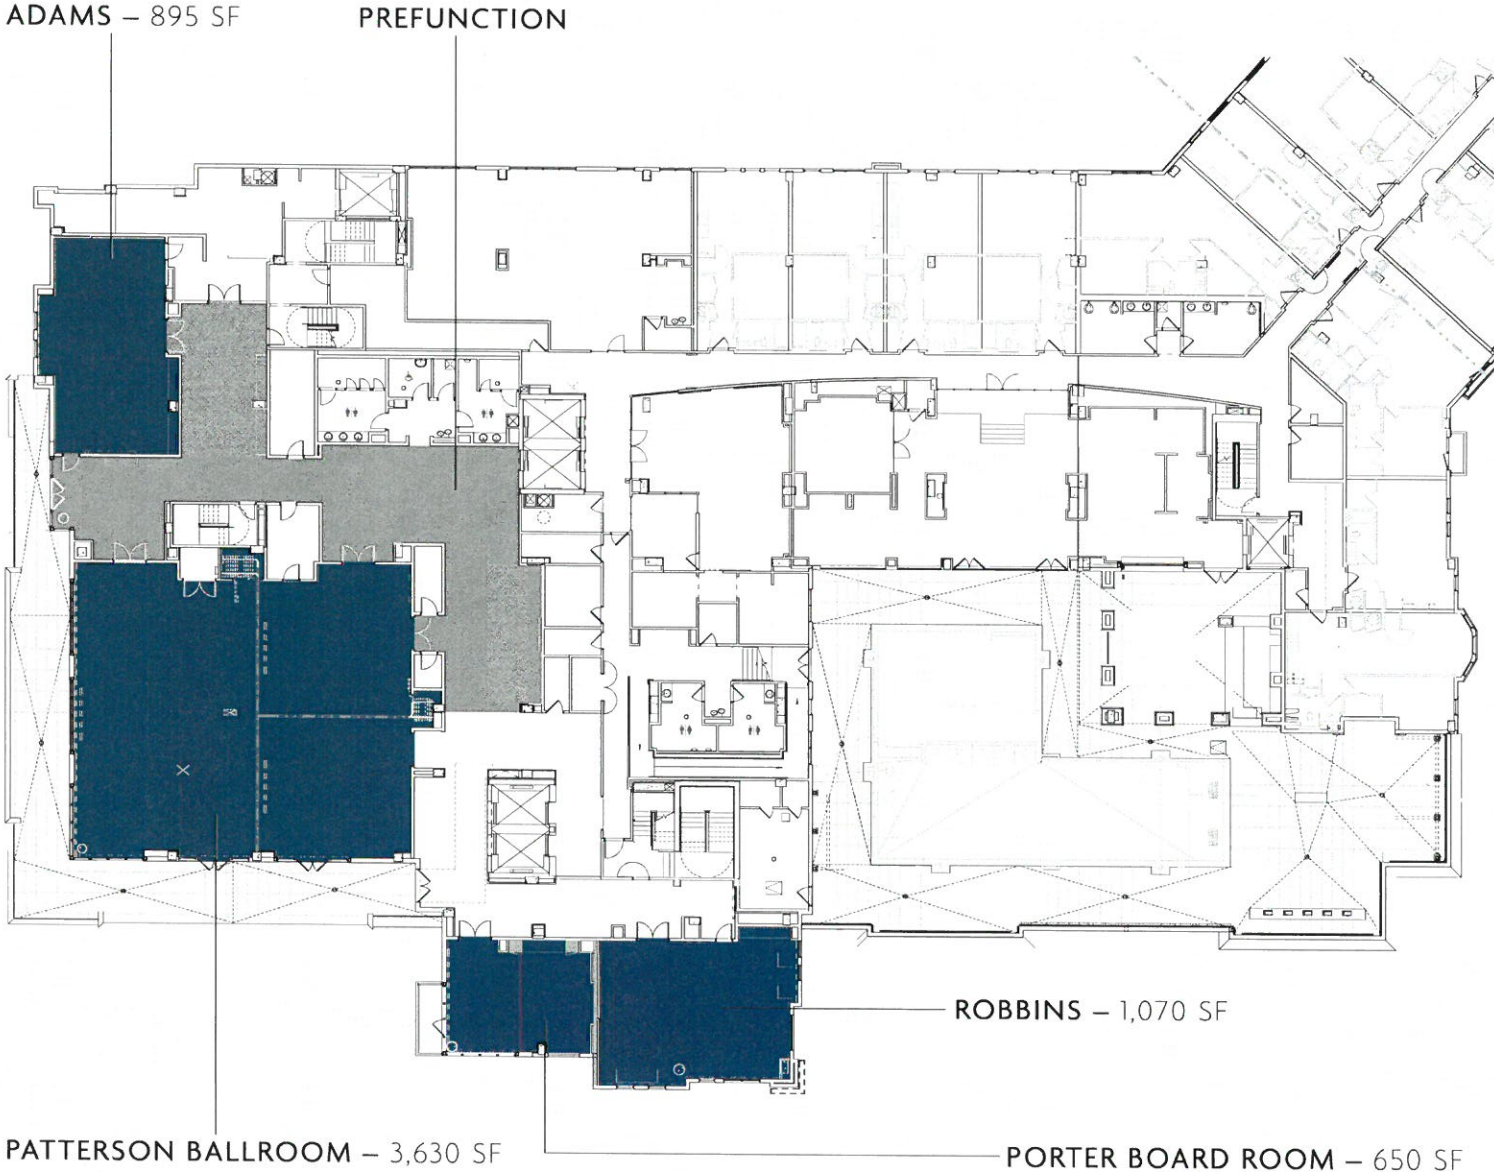 ADAMS – 895 SF
PREFUNCTION
ROBBINS – 1,070 SF
PATTERSON BALLROOM – 3,630 SF
PORTER BOARD ROOM – 650 SF